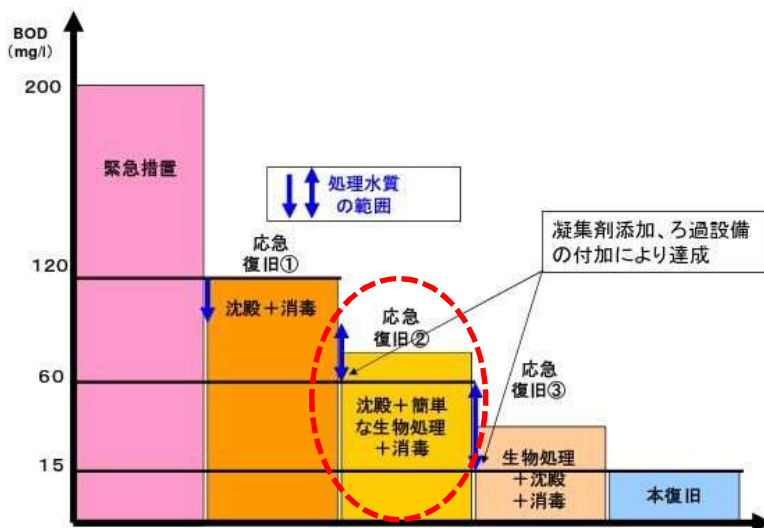 BOD
(mg/l)
200
緊急措置
処理水質
の範囲
凝集剤添加、ろ過設備
の付加により達成
120
応急
復旧①
沈殿+消毒
応急
復旧②
60
応急
復旧③
沈殿+簡単
な生物処理
+消毒
15
生物処理
+沈殿
+消毒
本復旧